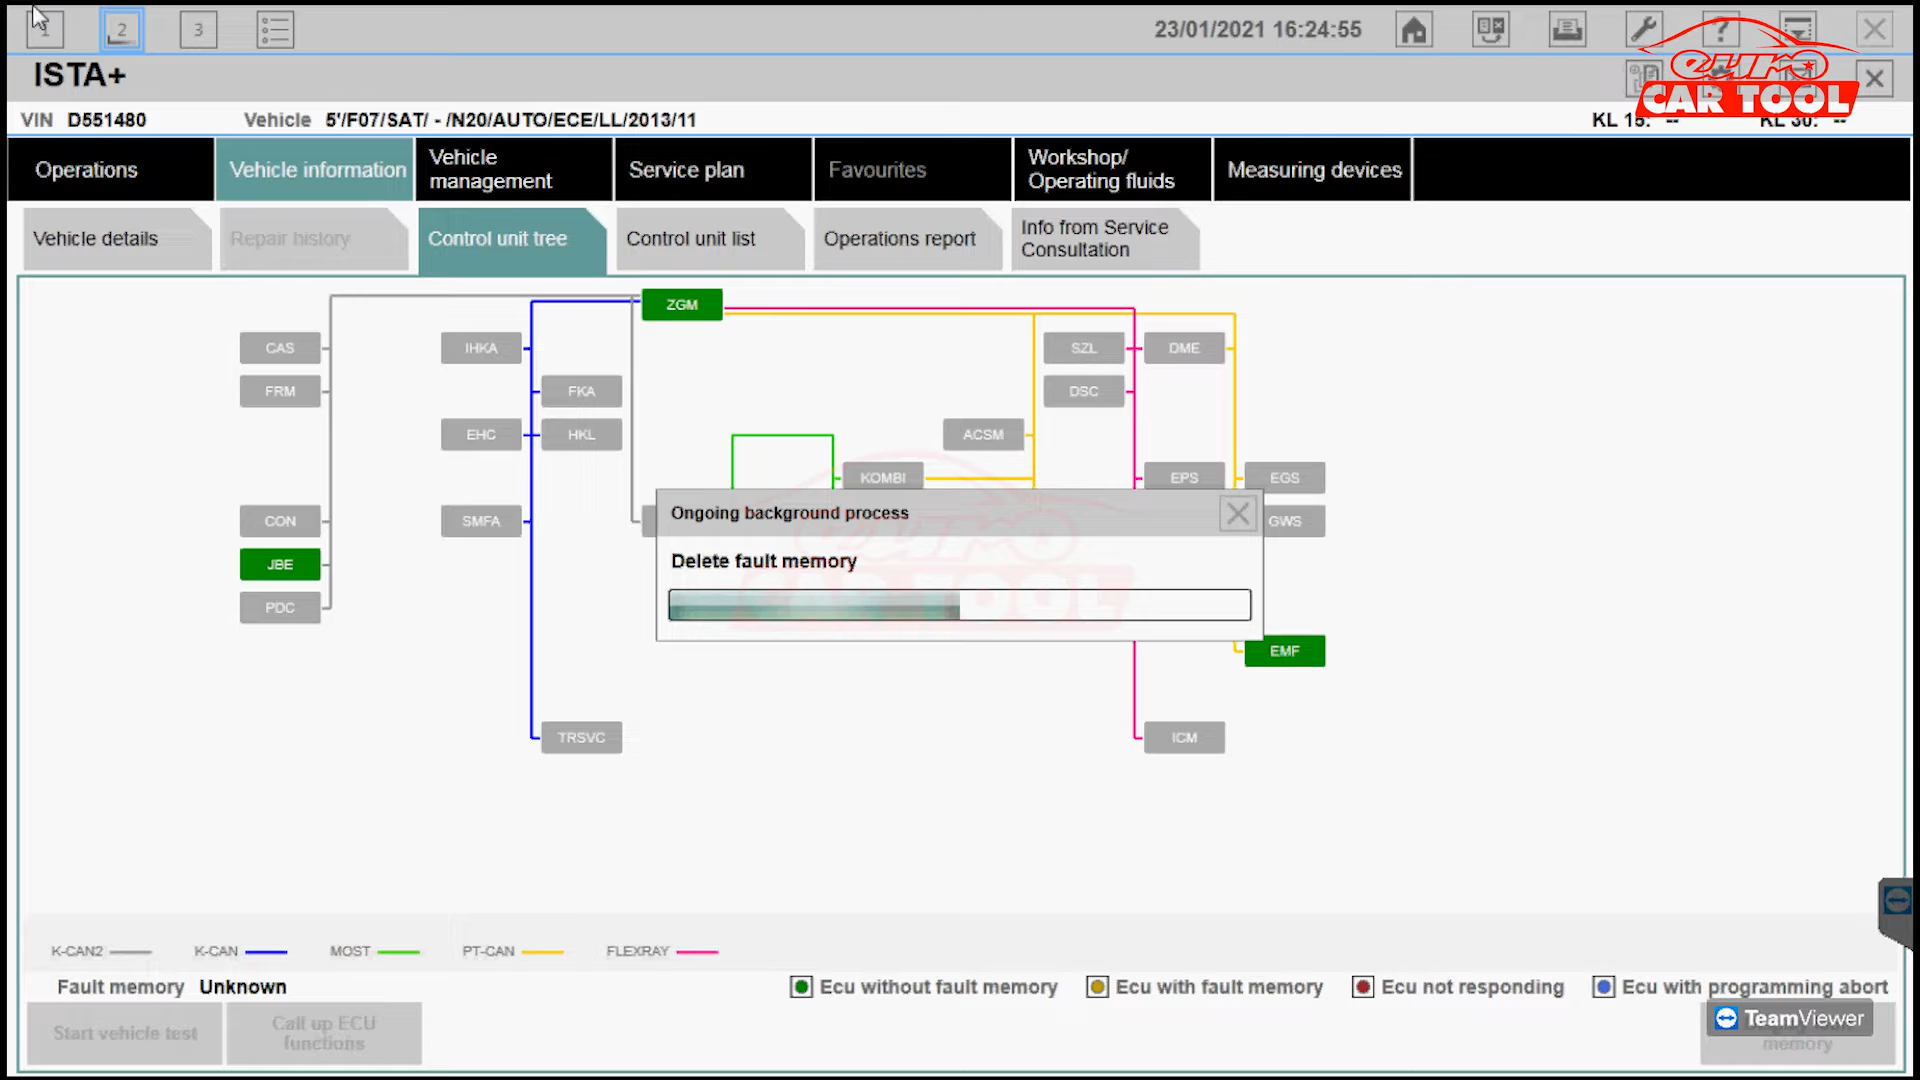 1 2 3 23/01/2021 16:24:55
ISTA+
euro
CAR TOOL
VIN D551480 Vehicle 5'/F07/SAT/ - /N20/AUTO/ECE/LL/2013/11 KL 15: -- KL 30: --
Operations
Vehicle information
Vehicle
management
Service plan
Favourites
Workshop/
Operating fluids
Measuring devices
Vehicle details
Repair history
Control unit tree
Control unit list
Operations report
Info from Service
Consultation
ZGM
CAS IHKA SZL DME
FRM FKA DSC
EHC HKL ACSM
KOMBI EPS EGS
CON SMFA GWS
JBE
PDC
EMF
TRSVC ICM
Ongoing background process
Delete fault memory
euro
CAR TOOL
K-CAN2 K-CAN MOST PT-CAN FLEXRAY
Fault memory Unknown
Ecu without fault memory Ecu with fault memory Ecu not responding Ecu with programming abort
Start vehicle test
Call up ECU
functions
TeamViewer
memory